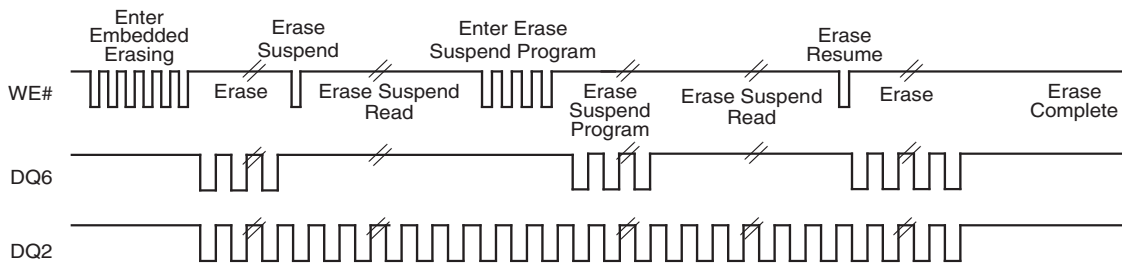 Enter
Embedded
Erasing
Erase
Suspend
Enter Erase
Suspend Program
Erase
Resume
WE#
Erase
Erase Suspend
Read
Erase
Suspend
Program
Erase Suspend
Read
Erase
Erase
Complete
DQ6
DQ2